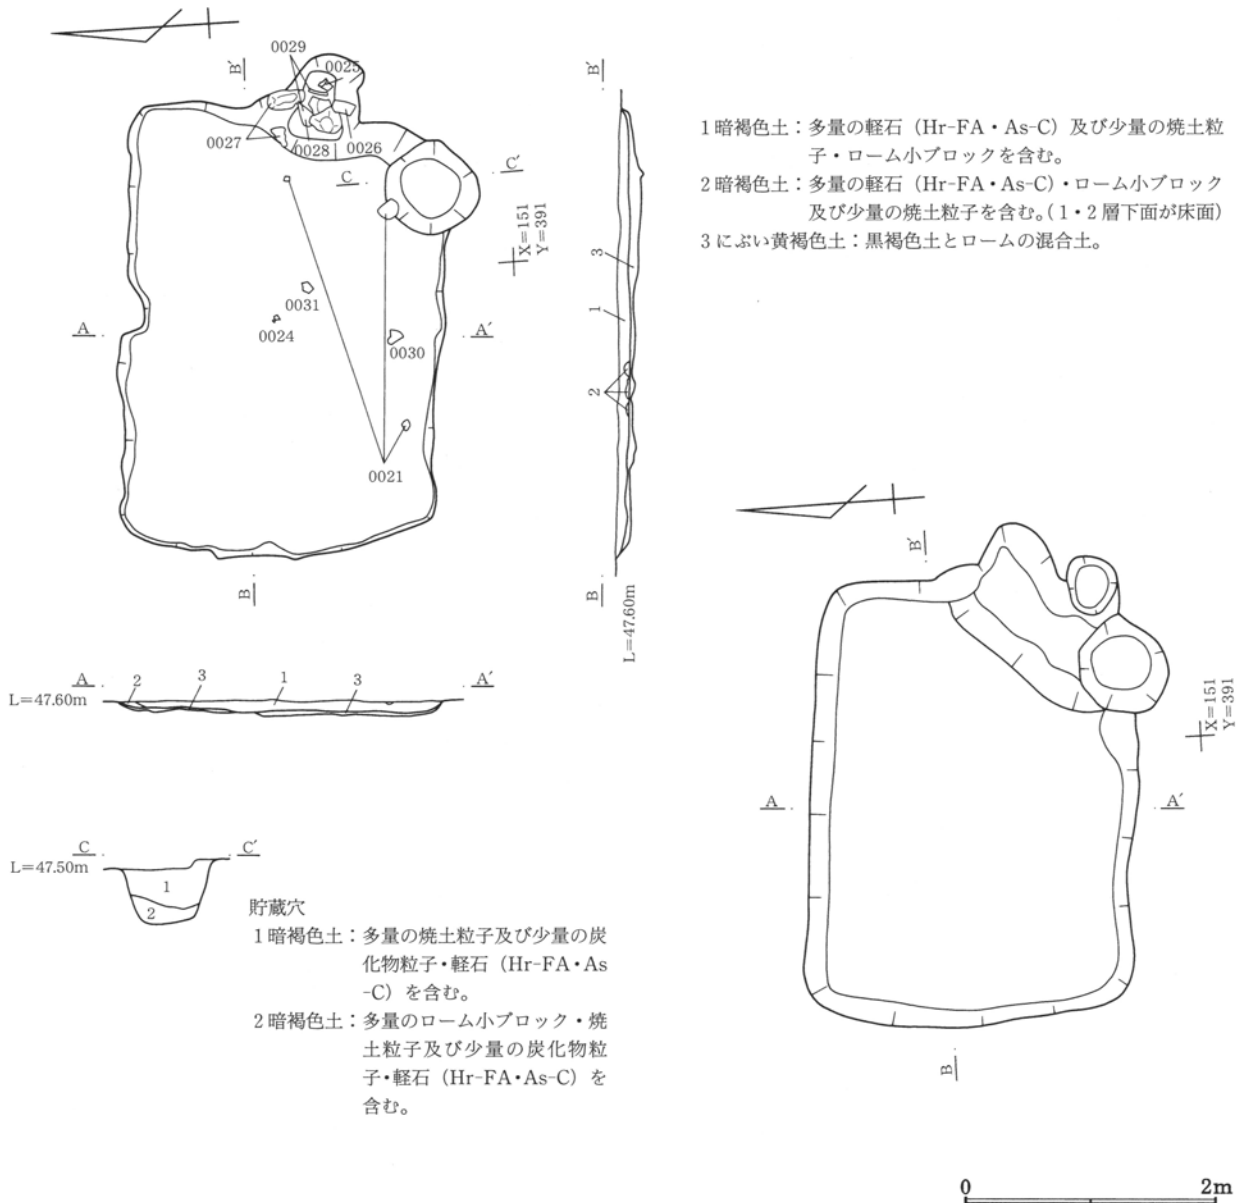 0029
0025
B′
0027
0028
0026
C
C′
X=151
Y=391
0031
0024
0030
A
A′
0021
B
B′
3
1
2
B
L=47.60m
1暗褐色土：多量の軽石（Hr-FA・As-C）及び少量の焼土粒
子・ローム小ブロックを含む。
2暗褐色土：多量の軽石（Hr-FA・As-C）・ローム小ブロック
及び少量の焼土粒子を含む。（1・2層下面が床面）
3にぶい黄褐色土：黒褐色土とロームの混合土。
A
2
3
1
3
A′
L=47.60m
C
C′
L=47.50m
1
2
貯蔵穴
1暗褐色土：多量の焼土粒子及び少量の炭
化物粒子・軽石（Hr-FA・As
-C）を含む。
2暗褐色土：多量のローム小ブロック・焼
土粒子及び少量の炭化物粒
子・軽石（Hr-FA・As-C）を
含む。
B′
X=151
Y=391
A
A′
B
0
2m